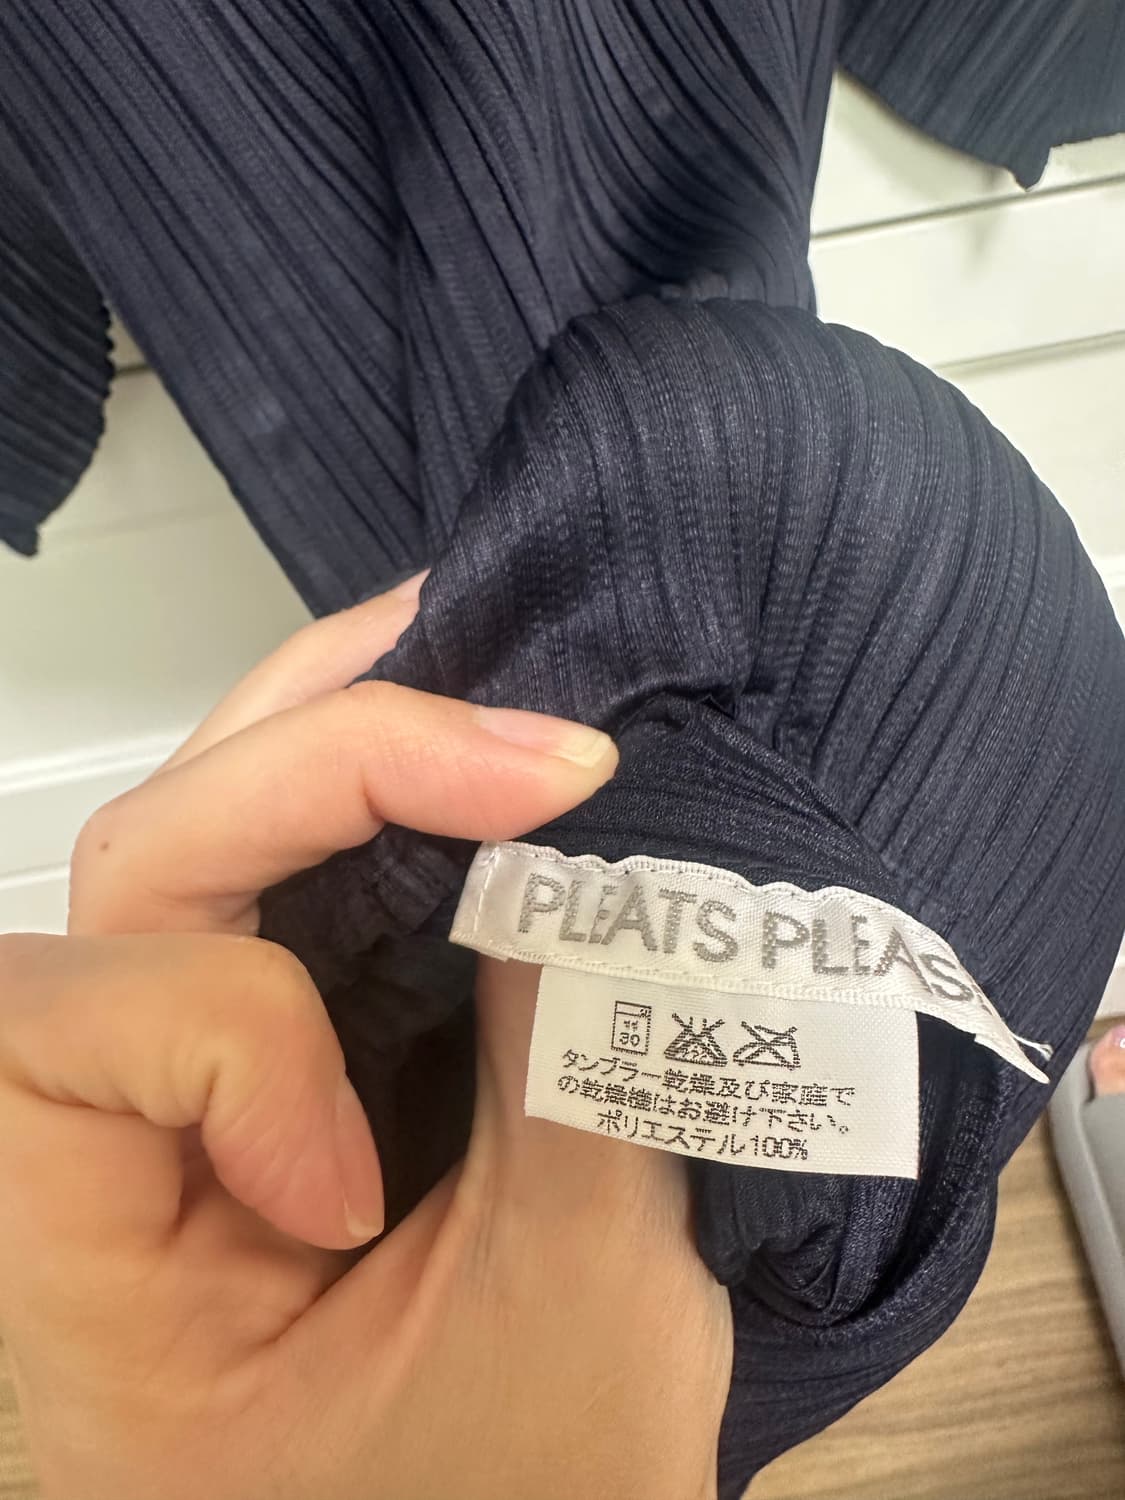 PLEATS PLEAS
30
タンブラー乾燥及び家庭で
の乾燥機はお避け下さい。
ポリエステル100%